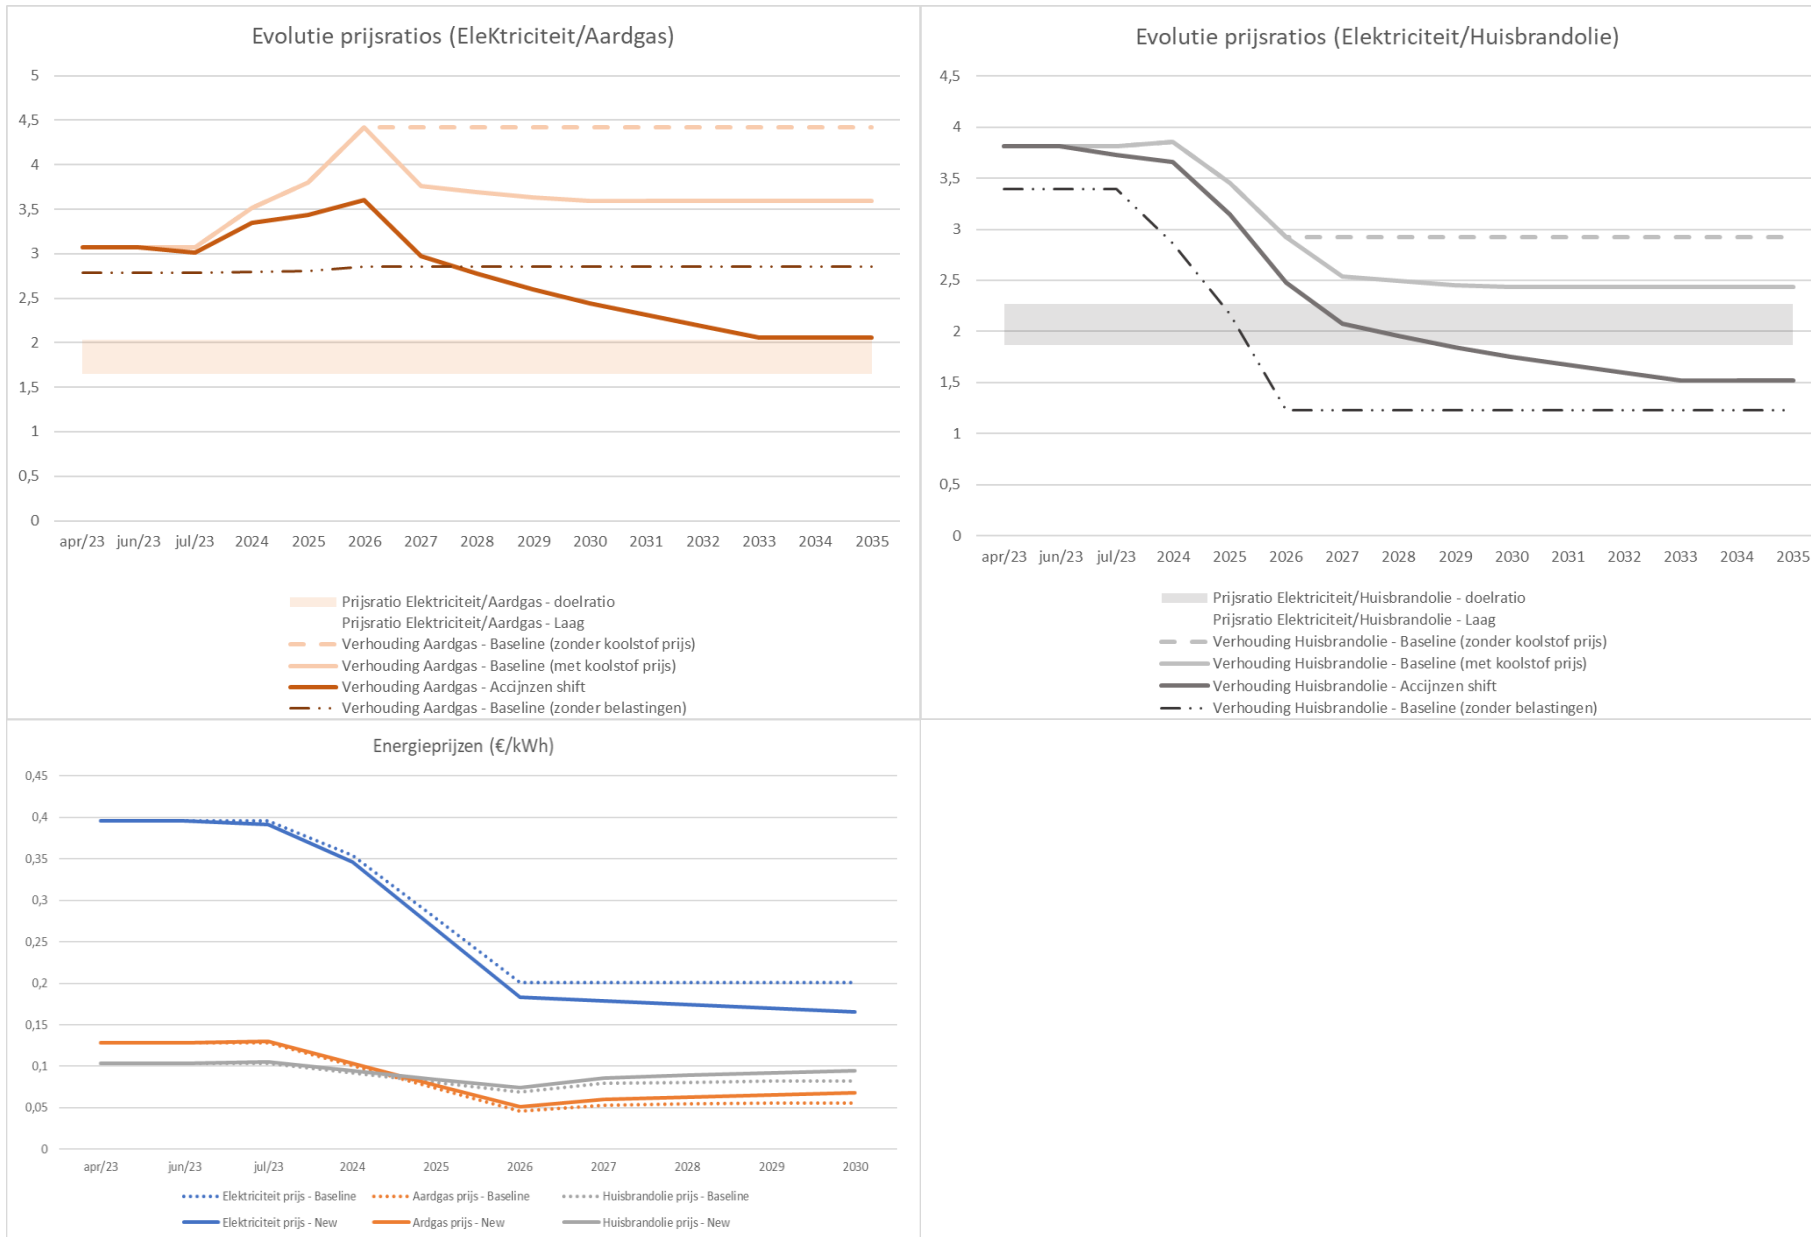 Evolutie prijsratios (EleKtriciteit/Aardgas)
5
4,5
4
3,5
3
2,5
2
1,5
1
0,5
0
apr/23 jun/23 jul/23 2024 2025 2026 2027 2028 2029 2030 2031 2032 2033 2034 2035
Prijsratio Elektriciteit/Aardgas - doelratio
Prijsratio Elektriciteit/Aardgas - Laag
Verhouding Aardgas - Baseline (zonder koolstof prijs)
Verhouding Aardgas - Baseline (met koolstof prijs)
Verhouding Aardgas - Accijnzen shift
Verhouding Aardgas - Baseline (zonder belastingen)
Evolutie prijsratios (Elektriciteit/Huisbrandolie)
4,5
4
3,5
3
2,5
2
1,5
1
0,5
0
apr/23 jun/23 jul/23 2024 2025 2026 2027 2028 2029 2030 2031 2032 2033 2034 2035
Prijsratio Elektriciteit/Huisbrandolie - doelratio
Prijsratio Elektriciteit/Huisbrandolie - Laag
Verhouding Huisbrandolie - Baseline (zonder koolstof prijs)
Verhouding Huisbrandolie - Baseline (met koolstof prijs)
Verhouding Huisbrandolie - Accijnzen shift
Verhouding Huisbrandolie - Baseline (zonder belastingen)
Energieprijzen (€/kWh)
0,45
0,4
0,35
0,3
0,25
0,2
0,15
0,1
0,05
0
apr/23 jun/23 jul/23 2024 2025 2026 2027 2028 2029 2030
Elektriciteit prijs - Baseline Aardgas prijs - Baseline Huisbrandolie prijs - Baseline
Elektriciteit prijs - New Ardgas prijs - New Huisbrandolie prijs - New